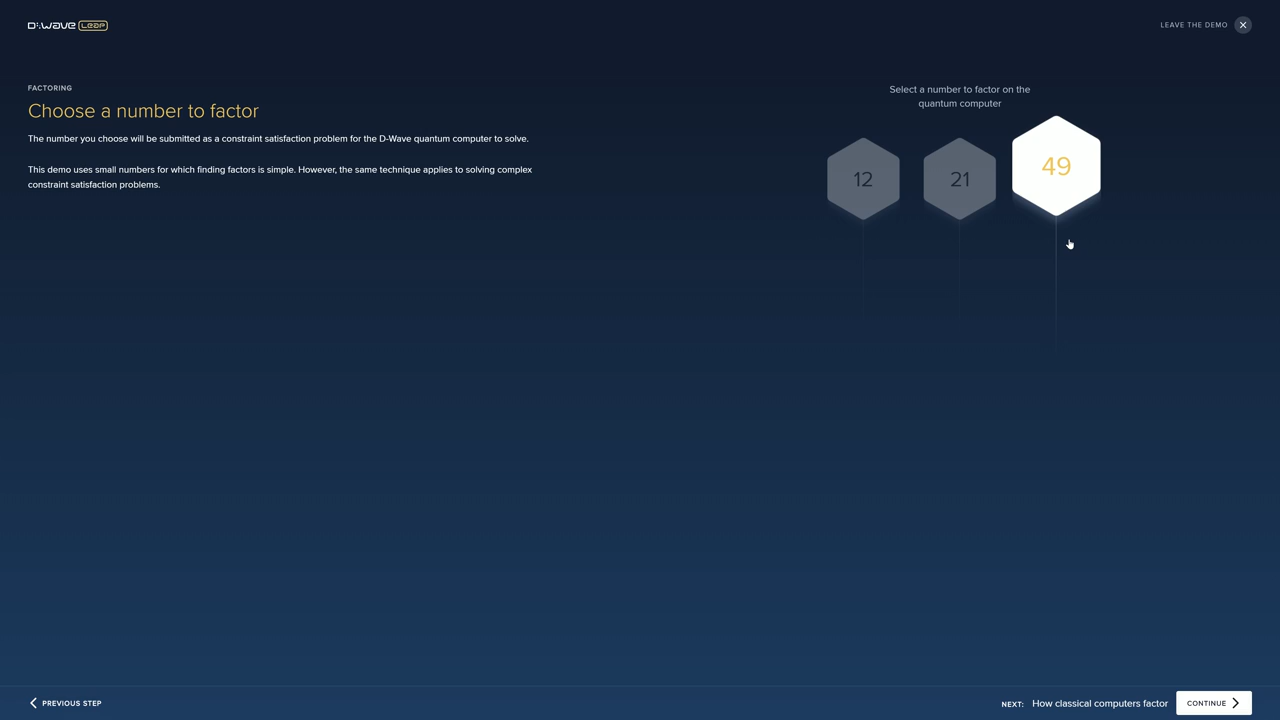 D:WAVE LEAP
LEAVE THE DEMO
FACTORING
Choose a number to factor
The number you choose will be submitted as a constraint satisfaction problem for the D-Wave quantum computer to solve.
This demo uses small numbers for which finding factors is simple. However, the same technique applies to solving complex
constraint satisfaction problems.
Select a number to factor on the
quantum computer
12
21
49
PREVIOUS STEP
NEXT: How classical computers factor
CONTINUE